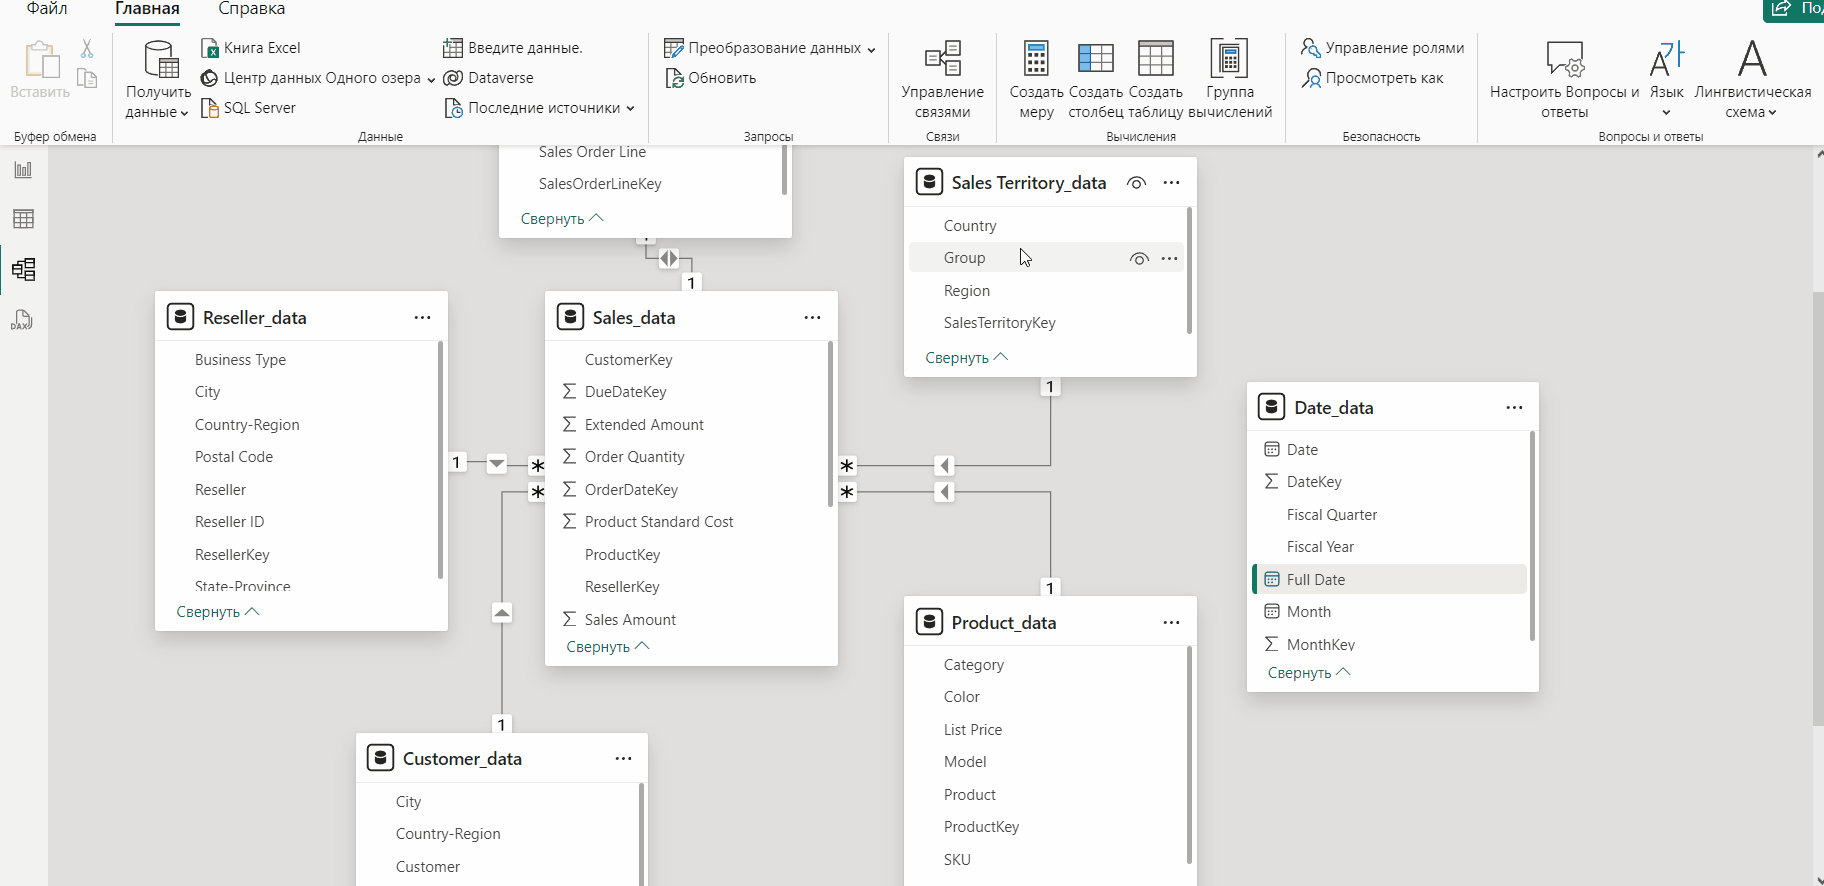 Файл Главная Справка
Вставить
Буфер обмена
Получить данные
Книга Excel
Центр данных Одного озера
SQL Server
Введите данные.
Dataverse
Последние источники
Данные
Преобразование данных
Обновить
Запросы
Управление связями
Связи
Создать меру
Создать столбец
Создать таблицу
Группа вычислений
Вычисления
Управление ролями
Просмотреть как
Безопасность
Настроить Вопросы и ответы
Язык
Лингвистическая схема
Вопросы и ответы
DAX
Sales Order Line
SalesOrderLineKey
Свернуть
1
1
Sales Territory_data
Country
Group
Region
SalesTerritoryKey
Свернуть
1
Reseller_data
Business Type
City
Country-Region
Postal Code
Reseller
Reseller ID
ResellerKey
State-Province
Свернуть
1
*
*
Sales_data
CustomerKey
DueDateKey
Extended Amount
Order Quantity
OrderDateKey
Product Standard Cost
ProductKey
ResellerKey
Sales Amount
Свернуть
*
*
Date_data
Date
DateKey
Fiscal Quarter
Fiscal Year
Full Date
Month
MonthKey
Свернуть
1
Product_data
Category
Color
List Price
Model
Product
ProductKey
SKU
1
Customer_data
City
Country-Region
Customer